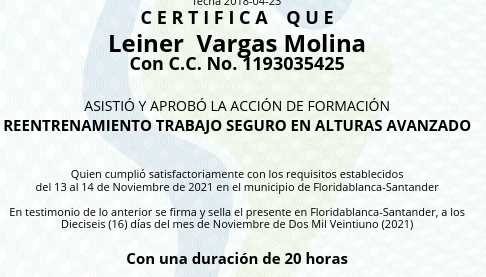 fecha 2018-04-23
CERTIFICA QUE
Leiner Vargas Molina
Con C.C. No. 1193035425
ASISTIÓ Y APROBÓ LA ACCIÓN DE FORMACIÓN
REENTRENAMIENTO TRABAJO SEGURO EN ALTURAS AVANZADO
Quien cumplió satisfactoriamente con los requisitos establecidos
del 13 al 14 de Noviembre de 2021 en el municipio de Floridablanca-Santander
En testimonio de lo anterior se firma y sella el presente en Floridablanca-Santander, a los
Dieciseis (16) días del mes de Noviembre de Dos Mil Veintiuno (2021)
Con una duración de 20 horas